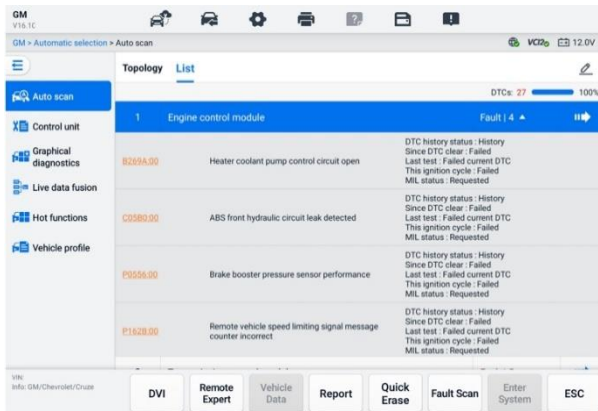 GM
V16.10
VCI2
12.0V
GM > Automatic selection > Auto scan
Topology List
DTCs: 27 100%
Auto scan
Control unit
Graphical
diagnostics
Live data fusion
Hot functions
Vehicle profile
1 Engine control module Fault | 4
B269A:00 Heater coolant pump control circuit open
DTC history status : History
Since DTC clear : Failed
Last test : Failed current DTC
This ignition cycle : Failed
MIL status : Requested
C05B0:00 ABS front hydraulic circuit leak detected
DTC history status : History
Since DTC clear : Failed
Last test : Failed current DTC
This ignition cycle : Failed
MIL status : Requested
P0556:00 Brake booster pressure sensor performance
DTC history status : History
Since DTC clear : Failed
Last test : Failed current DTC
This ignition cycle : Failed
MIL status : Requested
P162B:00 Remote vehicle speed limiting signal message
counter incorrect
DTC history status : History
Since DTC clear : Failed
Last test : Failed current DTC
This ignition cycle : Failed
MIL status : Requested
VIN:
Info: GM/Chevrolet/Cruze
DVI
Remote
Expert
Vehicle
Data
Report
Quick
Erase
Fault Scan
Enter
System
ESC